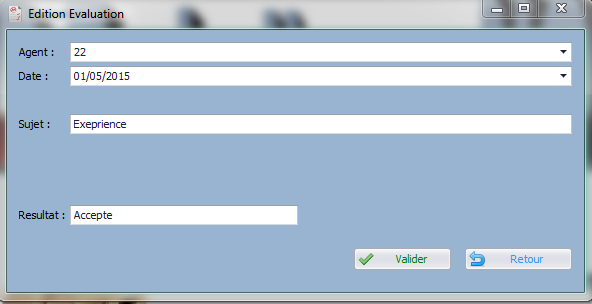 Edition Evaluation
Agent : 22
Date : 01/05/2015
Sujet : Exeprience
Resultat : Accepte
Valider Retour